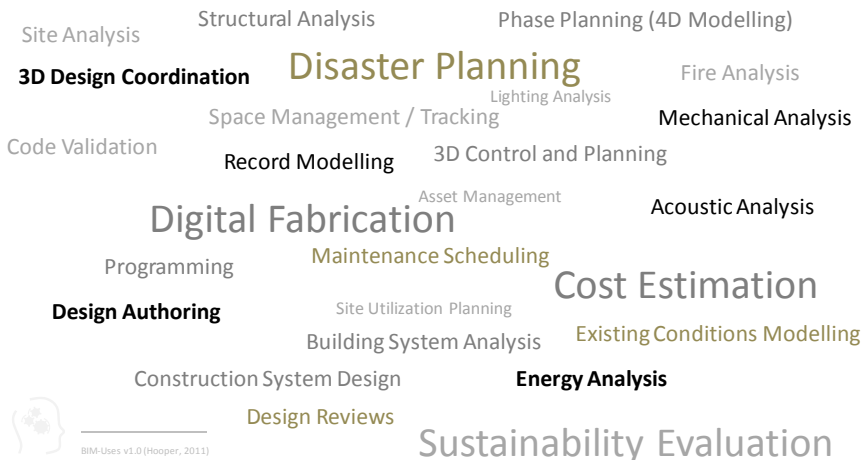 Structural Analysis
Phase Planning (4D Modelling)
Site Analysis
Disaster Planning
3D Design Coordination
Fire Analysis
Lighting Analysis
Space Management / Tracking
Mechanical Analysis
Code Validation
Record Modelling
3D Control and Planning
Asset Management
Digital Fabrication
Acoustic Analysis
Maintenance Scheduling
Programming
Cost Estimation
Design Authoring
Site Utilization Planning
Building System Analysis
Existing Conditions Modelling
Construction System Design
Energy Analysis
Design Reviews
Sustainability Evaluation
BIM-Uses v1.0 (Hooper, 2011)